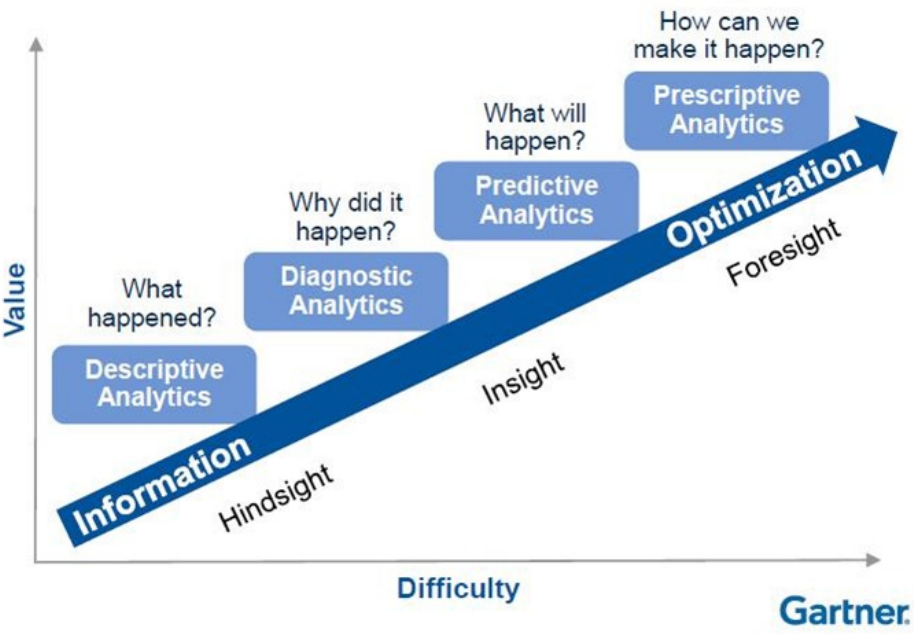 How can we
make it happen?
Prescriptive
Analytics
What will
happen?
Predictive
Analytics
Why did it
happen?
Diagnostic
Analytics
What
happened?
Descriptive
Analytics
Value
Information
Optimization
Hindsight
Insight
Foresight
Difficulty
Gartner.